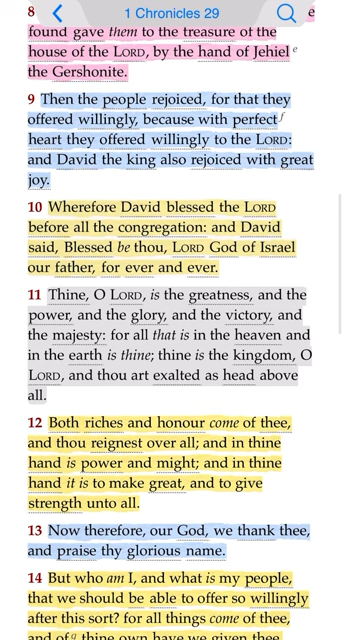 1 Chronicles 29
8 e
found gave them to the treasure of the
house of the LORD, by the hand of Jehiel e
the Gershonite.
9 Then the people rejoiced, for that they
offered willingly, because with perfect f
heart they offered willingly to the LORD:
and David the king also rejoiced with great
joy.
10 Wherefore David blessed the LORD
before all the congregation: and David
said, Blessed be thou, LORD God of Israel
our father, for ever and ever.
11 Thine, O LORD, is the greatness, and the
power, and the glory, and the victory, and
the majesty: for all that is in the heaven and
in the earth is thine; thine is the kingdom, O
LORD, and thou art exalted as head above
all.
12 Both riches and honour come of thee,
and thou reignest over all; and in thine
hand is power and might; and in thine
hand it is to make great, and to give
strength unto all.
13 Now therefore, our God, we thank thee,
and praise thy glorious name.
14 But who am I, and what is my people,
that we should be able to offer so willingly
after this sort? for all things come of thee,
and of g thine own have we given thee